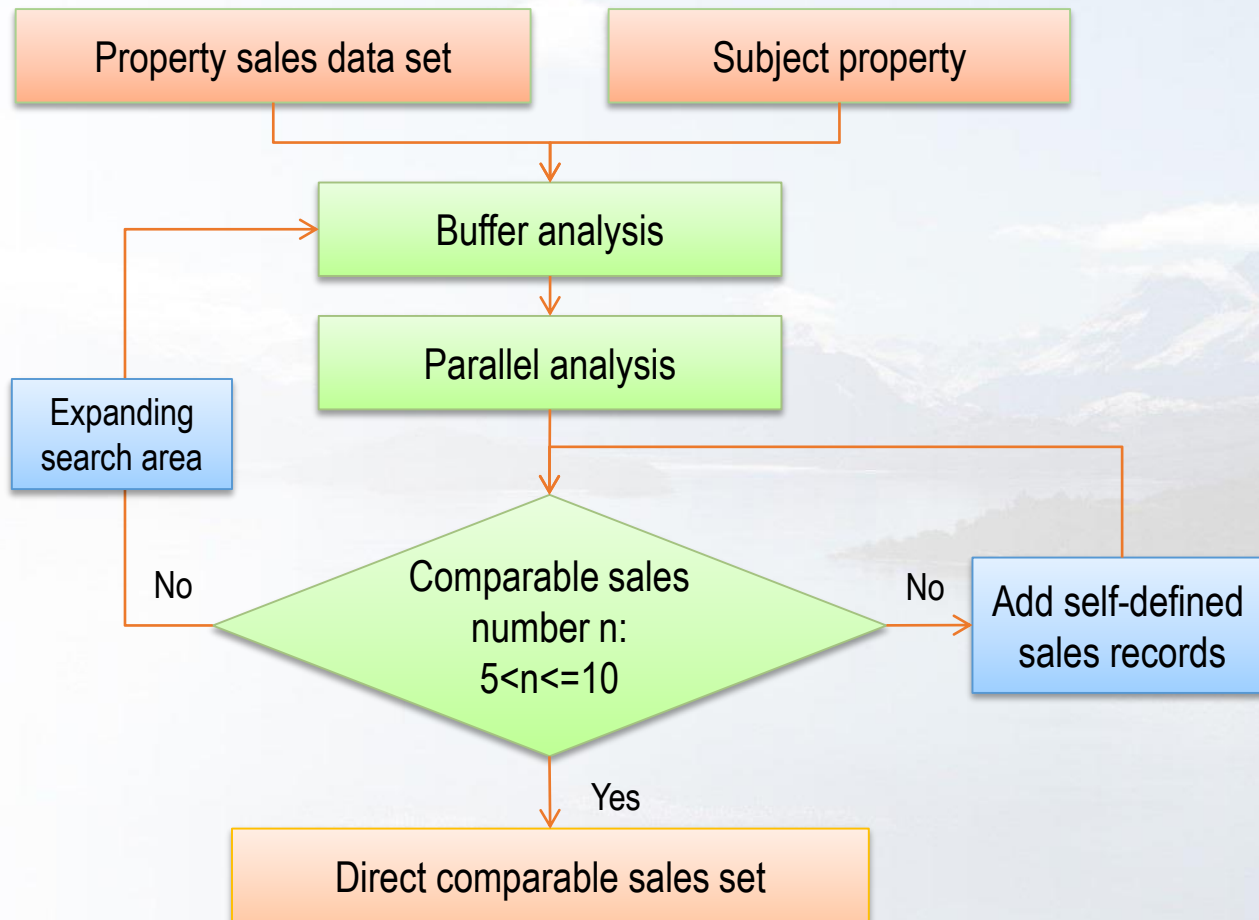 Property sales data set
Subject property
Buffer analysis
Parallel analysis
Expanding
search area
No
Comparable sales
number n:
5<n<=10
No
Add self-defined
sales records
Yes
Direct comparable sales set